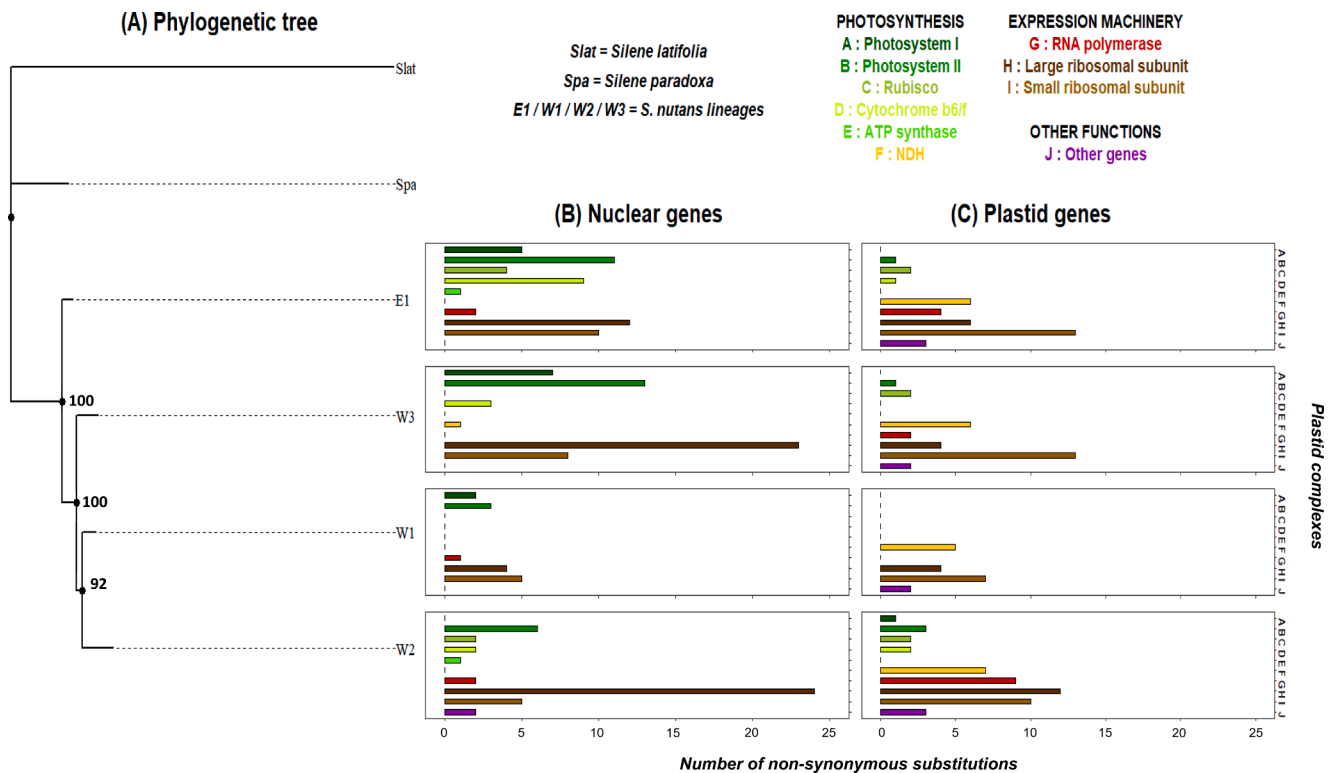 (A) Phylogenetic tree
Slat = Silene latifolia
Spa = Silene paradoxa
E1 / W1 / W2 / W3 = S. nutans lineages
PHOTOSYNTHESIS
A : Photosystem I
B : Photosystem II
C : Rubisco
D : Cytochrome b6/f
E : ATP synthase
F : NDH
EXPRESSION MACHINERY
G : RNA polymerase
H : Large ribosomal subunit
I : Small ribosomal subunit
OTHER FUNCTIONS
J : Other genes
Slat
Spa
E1
W3
W1
W2
100
100
92
(B) Nuclear genes
(C) Plastid genes
A B C D E F G H I J
A B C D E F G H I J
A B C D E F G H I J
A B C D E F G H I J
Plastid complexes
0 5 10 15 20 25
0 5 10 15 20 25
Number of non-synonymous substitutions